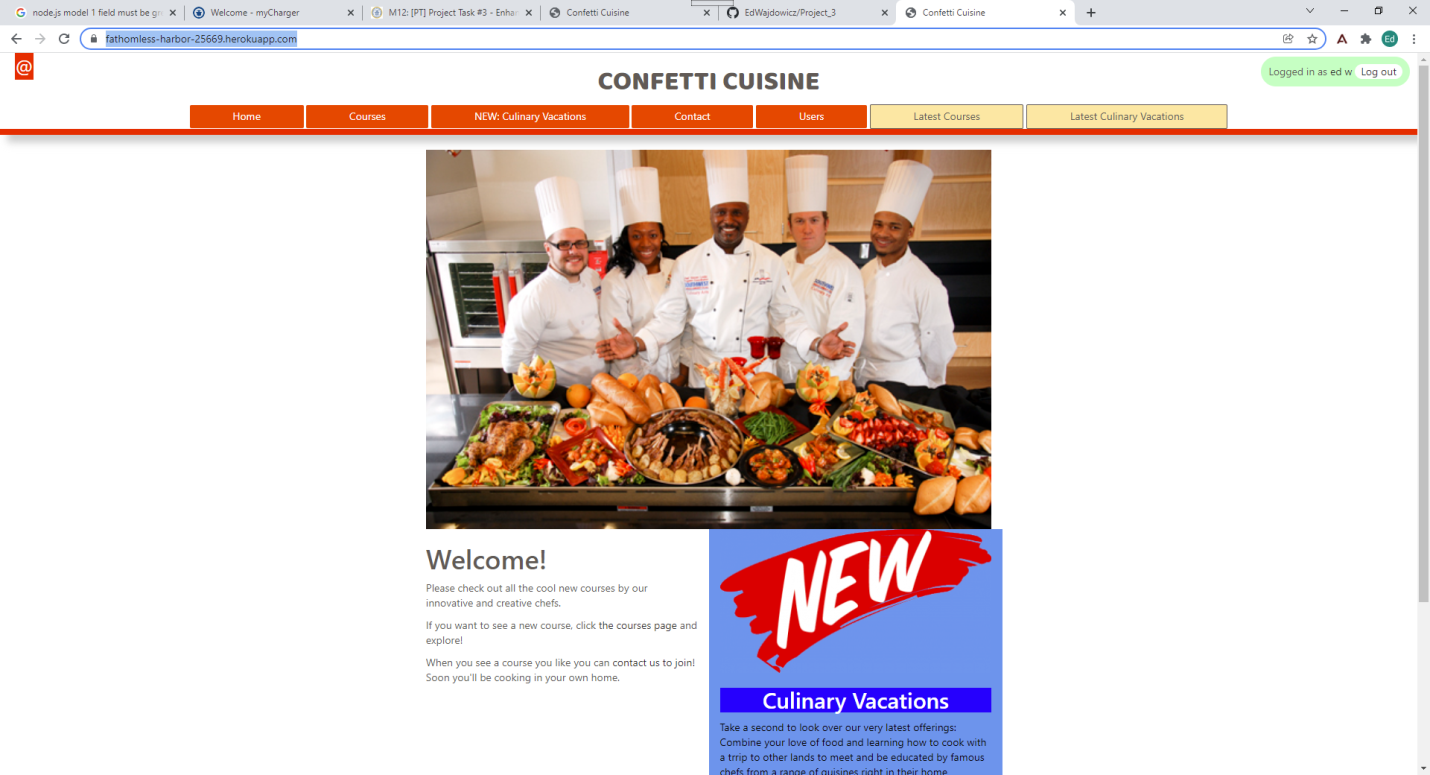 node.js model 1 field must be gr
Welcome - myCharger
M12: [PT] Project Task #3 - Enhan
Confetti Cuisine
EdWajdowicz/Project_3
Confetti Cuisine
fathomless-harbor-25669.herokuapp.com
Ed
@
Logged in as ed w Log out
CONFETTI CUISINE
Home
Courses
NEW: Culinary Vacations
Contact
Users
Latest Courses
Latest Culinary Vacations
Welcome!
Please check out all the cool new courses by our
innovative and creative chefs.
If you want to see a new course, click the courses page and
explore!
When you see a course you like you can contact us to join!
Soon you'll be cooking in your own home.
NEW
Culinary Vacations
Take a second to look over our very latest offerings:
Combine your love of food and learning how to cook with
a trrip to other lands to meet and be educated by famous
chefs from a range of quisines right in their home